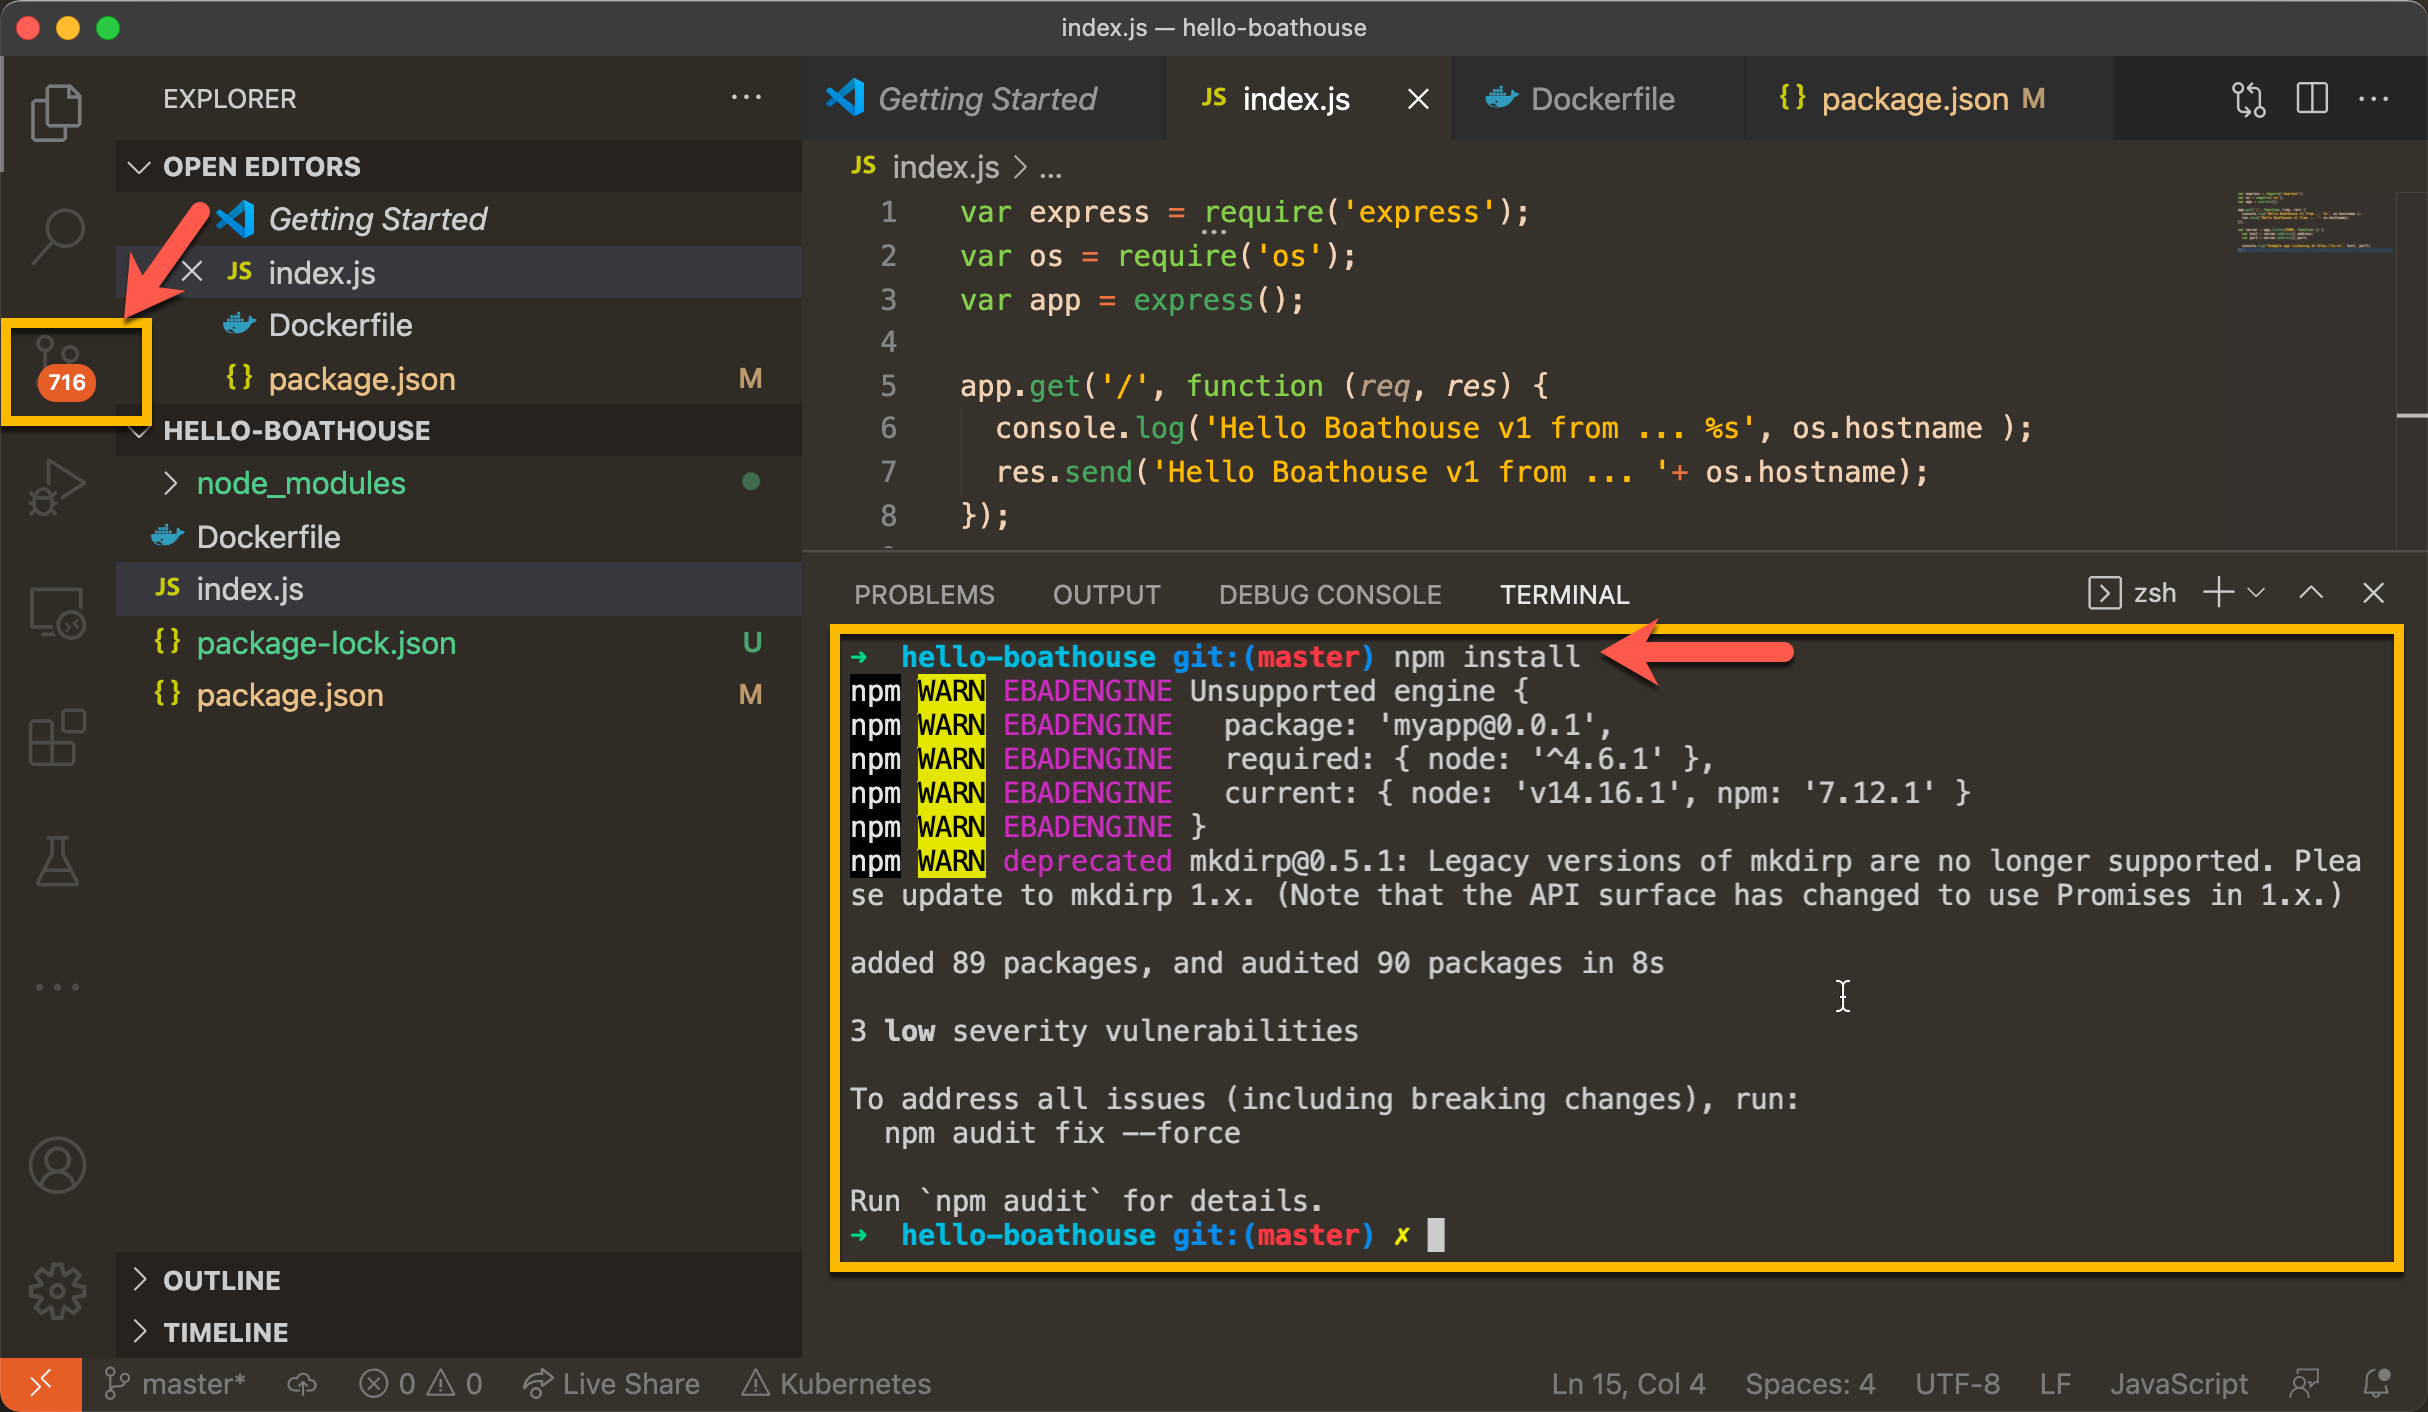 index.js — hello-boathouse
EXPLORER
OPEN EDITORS
Getting Started
JS index.js
Dockerfile
{} package.json M
716
HELLO-BOATHOUSE
node_modules
Dockerfile
JS index.js
{} package-lock.json U
{} package.json M
OUTLINE
TIMELINE
Getting Started
JS index.js
Dockerfile
{} package.json M
JS index.js > ...
1 var express = require('express');
2 var os = require('os');
3 var app = express();
4
5 app.get('/', function (req, res) {
6 console.log('Hello Boathouse v1 from ... %s', os.hostname );
7 res.send('Hello Boathouse v1 from ... '+ os.hostname);
8 });
PROBLEMS OUTPUT DEBUG CONSOLE TERMINAL zsh
➜ hello-boathouse git:(master) npm install
npm WARN EBADENGINE Unsupported engine {
npm WARN EBADENGINE package: 'myapp@0.0.1',
npm WARN EBADENGINE required: { node: '^4.6.1' },
npm WARN EBADENGINE current: { node: 'v14.16.1', npm: '7.12.1' }
npm WARN EBADENGINE }
npm WARN deprecated mkdirp@0.5.1: Legacy versions of mkdirp are no longer supported. Plea
se update to mkdirp 1.x. (Note that the API surface has changed to use Promises in 1.x.)
added 89 packages, and audited 90 packages in 8s
3 low severity vulnerabilities
To address all issues (including breaking changes), run:
npm audit fix --force
Run `npm audit` for details.
➜ hello-boathouse git:(master) ✗
master* 0 0 Live Share Kubernetes Ln 15, Col 4 Spaces: 4 UTF-8 LF JavaScript